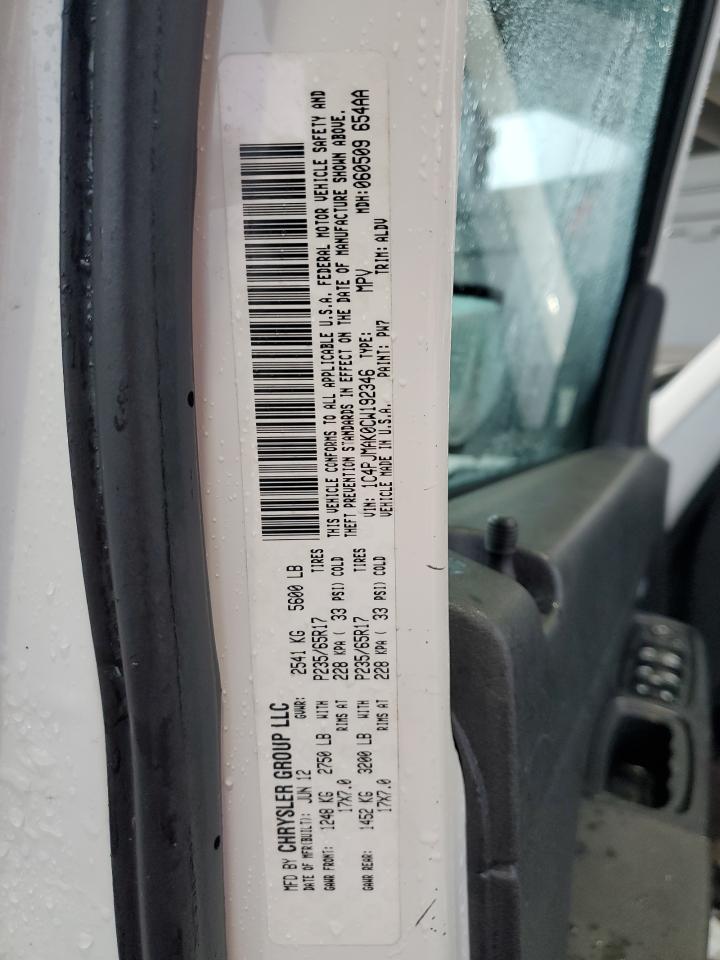 MFD BY CHRYSLER GROUP LLC
DATE OF MFR(BUILT): JUN 12 GVWR: 2541 KG 5600 LB
GAWR FRONT: 1248 KG 2750 LB WITH P235/65R17 TIRES
17X7.0 RIMS AT 228 KPA ( 33 PSI) COLD
GAWR REAR: 1452 KG 3200 LB WITH P235/65R17 TIRES
17X7.0 RIMS AT 228 KPA ( 33 PSI) COLD
THIS VEHICLE CONFORMS TO ALL APPLICABLE U.S.A. FEDERAL MOTOR VEHICLE SAFETY AND
THEFT PREVENTION STANDARDS IN EFFECT ON THE DATE OF MANUFACTURE SHOWN ABOVE.
VIN: 1C4PJMAK0CW192346 TYPE: MPV MDH:060509 654AA
VEHICLE MADE IN U.S.A. PAINT: PW7 TRIM: ALDV